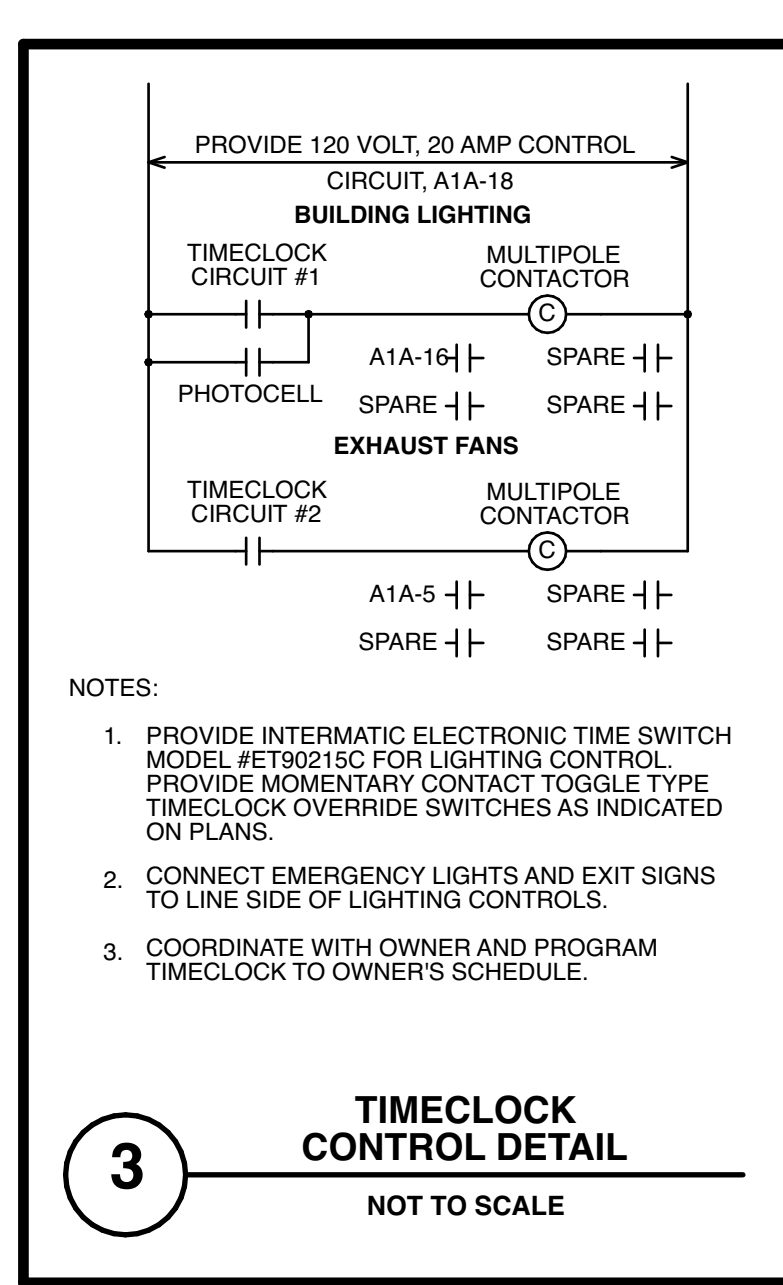 PROVIDE 120 VOLT, 20 AMP CONTROL
CIRCUIT, A1A-18
BUILDING LIGHTING
TIMECLOCK
CIRCUIT #1
MULTIPOLE
CONTACTOR
C
A1A-16
SPARE
PHOTOCELL
SPARE
SPARE
EXHAUST FANS
TIMECLOCK
CIRCUIT #2
MULTIPOLE
CONTACTOR
C
A1A-5
SPARE
SPARE
SPARE
NOTES:
1. PROVIDE INTERMATIC ELECTRONIC TIME SWITCH
MODEL #ET90215C FOR LIGHTING CONTROL.
PROVIDE MOMENTARY CONTACT TOGGLE TYPE
TIMECLOCK OVERRIDE SWITCHES AS INDICATED
ON PLANS.
2. CONNECT EMERGENCY LIGHTS AND EXIT SIGNS
TO LINE SIDE OF LIGHTING CONTROLS.
3. COORDINATE WITH OWNER AND PROGRAM
TIMECLOCK TO OWNER'S SCHEDULE.
3
TIMECLOCK
CONTROL DETAIL
NOT TO SCALE